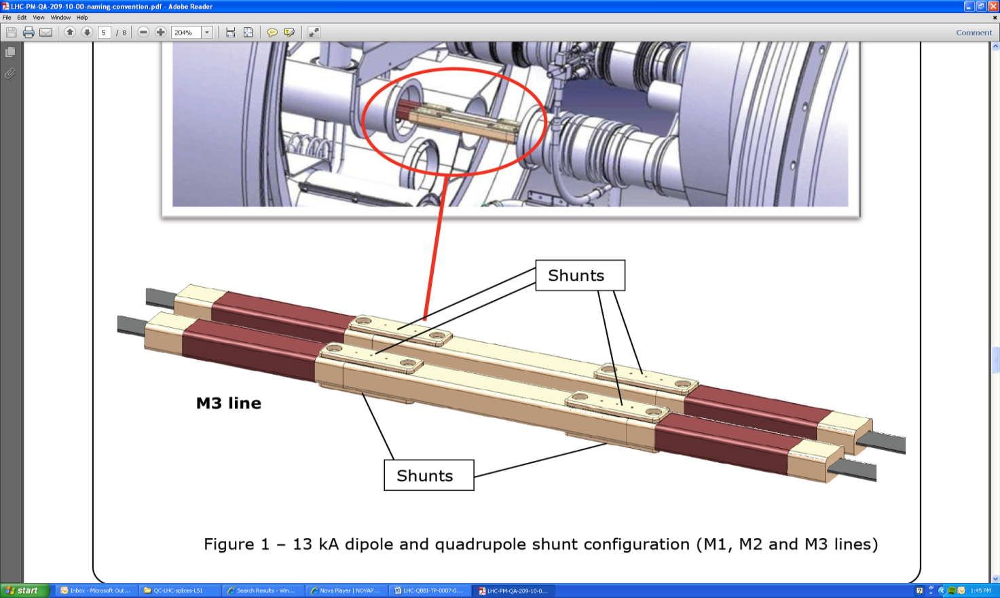 LHC-PM-QA-209-10-00-naming-convention.pdf - Adobe Reader
File Edit View Window Help
5 / 8 204% Comment
Shunts
M3 line
Shunts
Figure 1 – 13 kA dipole and quadrupole shunt configuration (M1, M2 and M3 lines)
start Inbox - Microsoft Out... QC-LHC-splices-LS1 Search Results - Win... Nova Player | NOVAP... LHC-QBBI-TP-0007-0... LHC-PM-QA-209-10-0... 1:45 PM